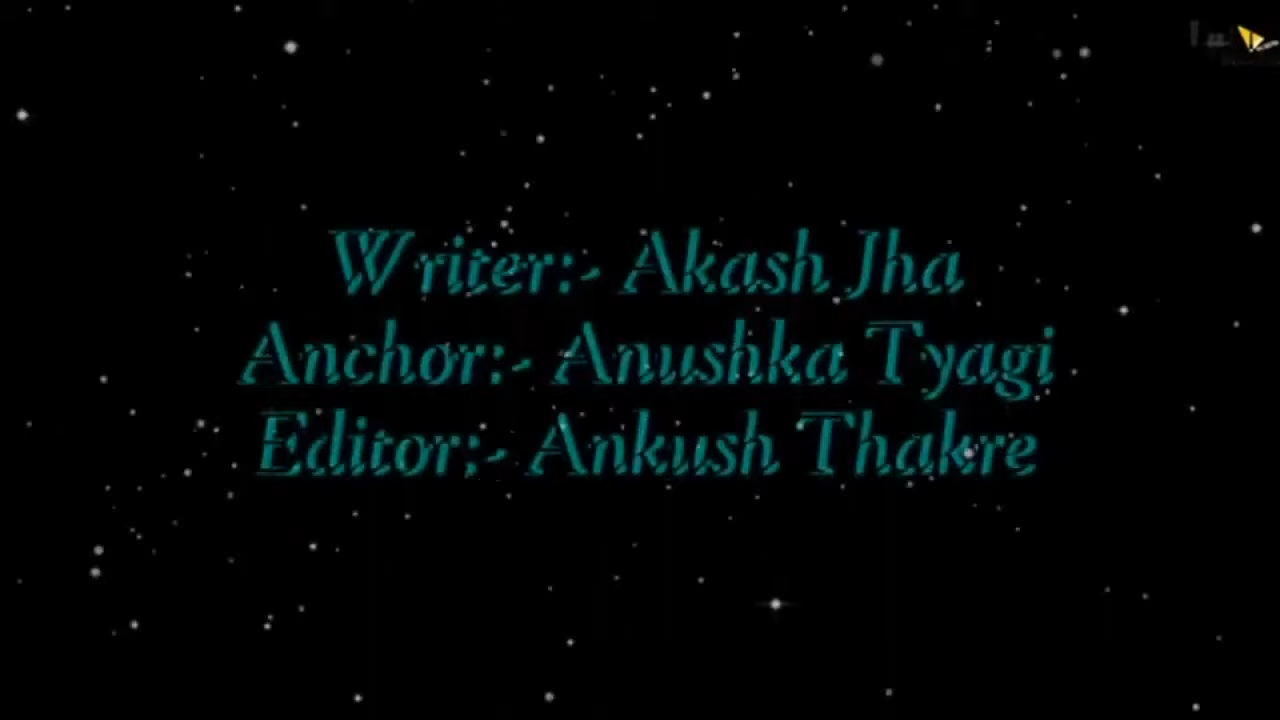 Writer:- Akash Jha
Anchor:- Anushka Tyagi
Editor:- Ankush Thakre